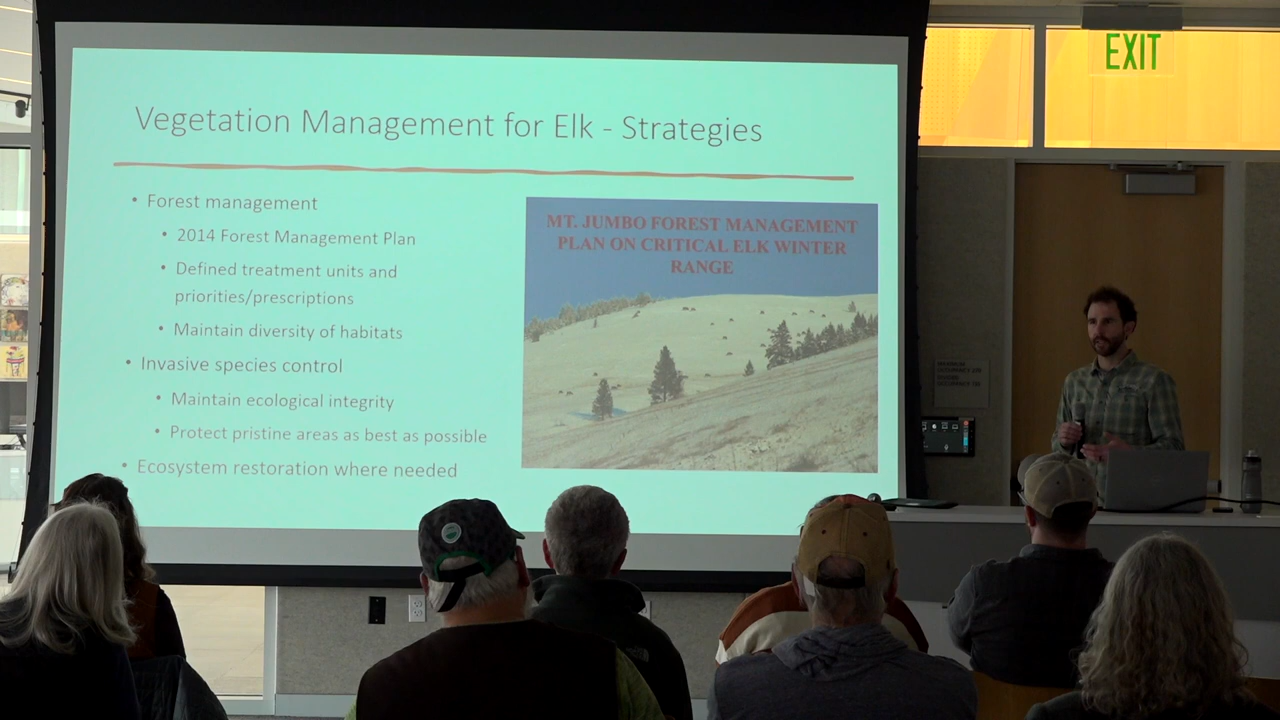 Vegetation Management for Elk - Strategies
• Forest management
• 2014 Forest Management Plan
• Defined treatment units and
priorities/prescriptions
• Maintain diversity of habitats
• Invasive species control
• Maintain ecological integrity
• Protect pristine areas as best as possible
• Ecosystem restoration where needed
MT. JUMBO FOREST MANAGEMENT
PLAN ON CRITICAL ELK WINTER
RANGE
EXIT